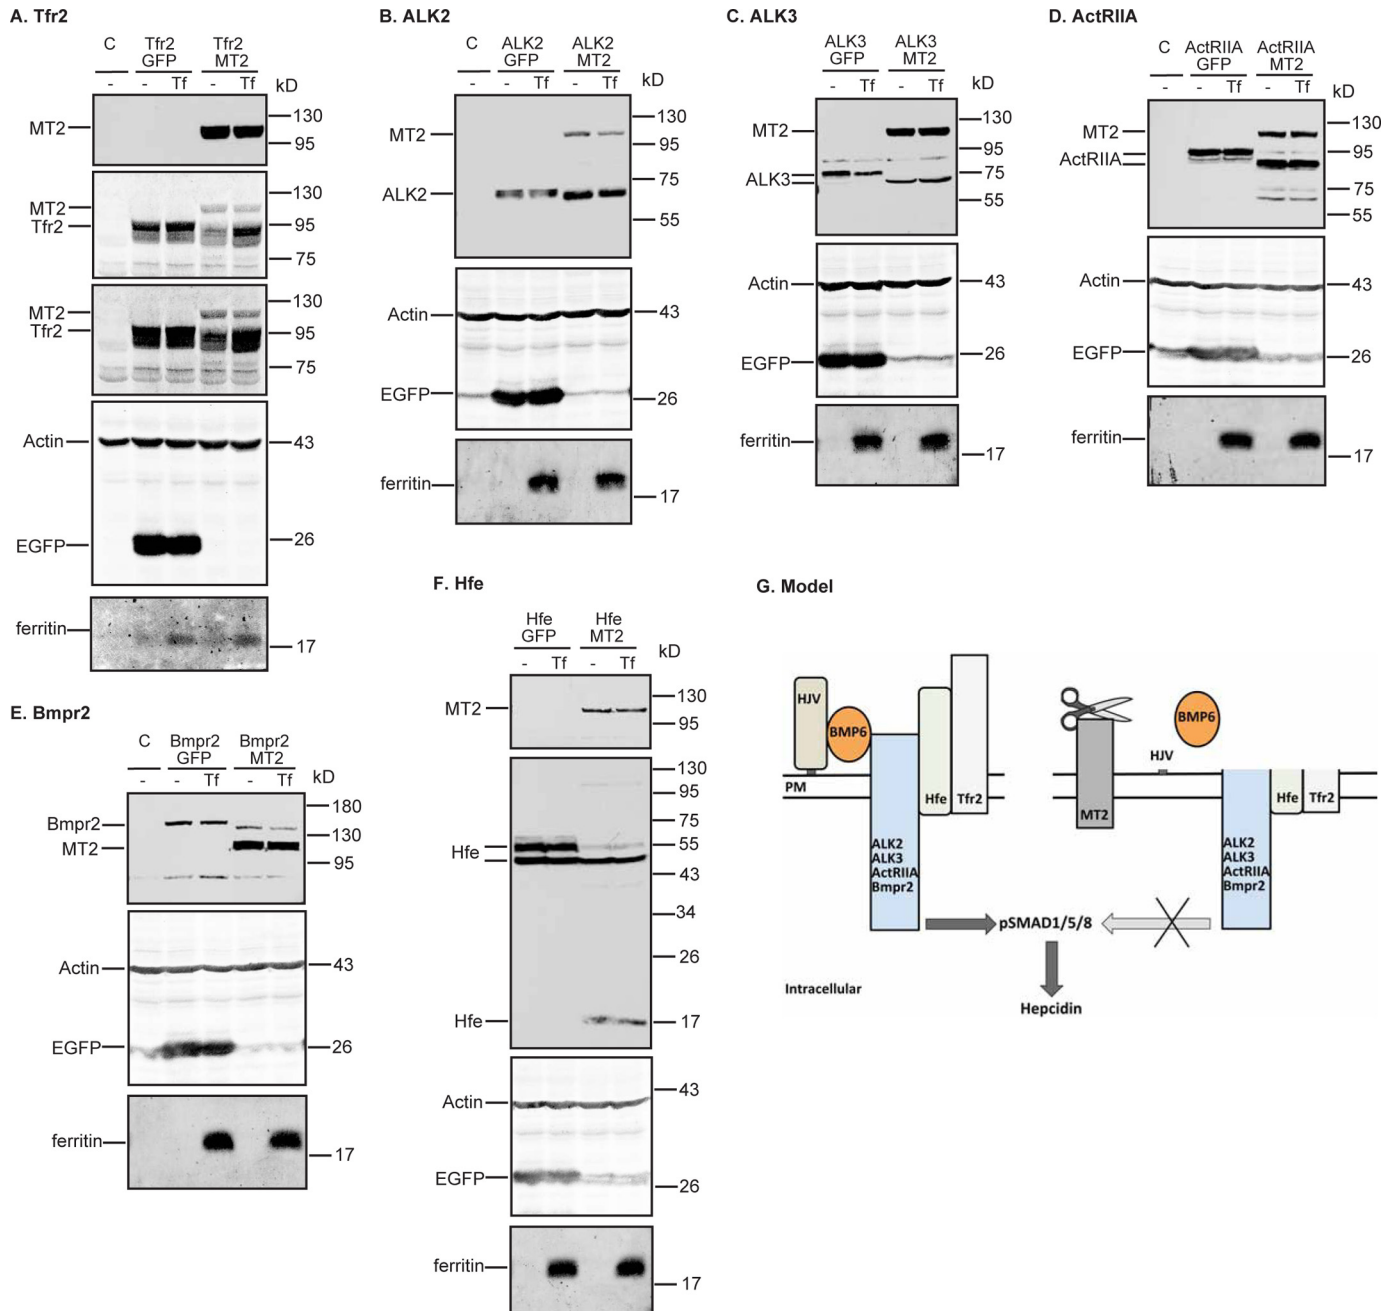 A. Tfr2
C Tfr2 Tfr2
GFP MT2
- - Tf - Tf kD
MT2 130
95
MT2 130
Tfr2 95
75
MT2 130
Tfr2 95
75
Actin 43
EGFP 26
ferritin 17
B. ALK2
C ALK2 ALK2
GFP MT2
- - Tf - Tf kD
MT2 130
95
75
ALK2
55
Actin 43
EGFP 26
ferritin 17
C. ALK3
ALK3 ALK3
GFP MT2
- Tf - Tf kD
MT2 130
95
ALK3 75
55
Actin 43
EGFP 26
ferritin 17
D. ActRIIA
C ActRIIA ActRIIA
GFP MT2
- - Tf - Tf kD
MT2 130
ActRIIA 95
75
55
Actin 43
EGFP 26
ferritin 17
E. Bmpr2
C Bmpr2 Bmpr2
GFP MT2
- - Tf - Tf kD
180
Bmpr2 130
MT2 95
Actin 43
EGFP 26
ferritin 17
F. Hfe
Hfe Hfe
GFP MT2
- Tf - Tf kD
MT2 130
95
130
95
75
Hfe 55
43
34
26
Hfe 17
43
Actin
EGFP 26
ferritin 17
G. Model
HJV
BMP6
PM
Hfe Tfr2
ALK2
ALK3
ActRIIA
Bmpr2
BMP6
HJV
MT2
Hfe Tfr2
ALK2
ALK3
ActRIIA
Bmpr2
pSMAD1/5/8
Intracellular
Hepcidin